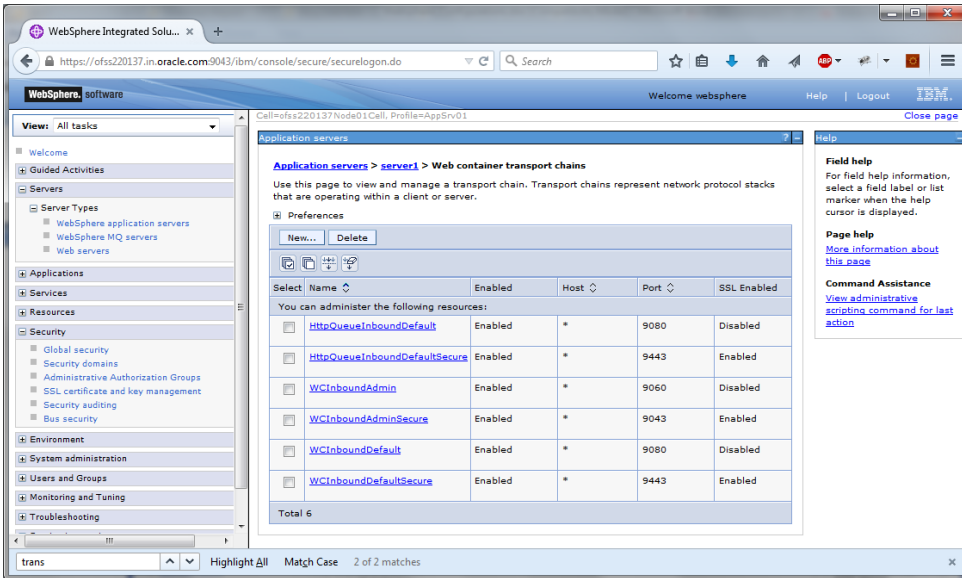 WebSphere Integrated Solu... × +
https://ofss220137.in.oracle.com:9043/ibm/console/secure/securelogon.do
Search
ABP
WebSphere. software
Welcome websphere
Help | Logout
IBM.
View: All tasks
Welcome
Guided Activities
Servers
Server Types
WebSphere application servers
WebSphere MQ servers
Web servers
Applications
Services
Resources
Security
Global security
Security domains
Administrative Authorization Groups
SSL certificate and key management
Security auditing
Bus security
Environment
System administration
Users and Groups
Monitoring and Tuning
Troubleshooting
Cell=ofss220137Node01Cell, Profile=AppSrv01
Close page
Application servers
? -
Application servers > server1 > Web container transport chains
Use this page to view and manage a transport chain. Transport chains represent network protocol stacks
that are operating within a client or server.
Preferences
New... Delete
Select Name Enabled Host Port SSL Enabled
You can administer the following resources:
HttpQueueInboundDefault Enabled * 9080 Disabled
HttpQueueInboundDefaultSecure Enabled * 9443 Enabled
WCInboundAdmin Enabled * 9060 Disabled
WCInboundAdminSecure Enabled * 9043 Enabled
WCInboundDefault Enabled * 9080 Disabled
WCInboundDefaultSecure Enabled * 9443 Enabled
Total 6
Help
Field help
For field help information,
select a field label or list
marker when the help
cursor is displayed.
Page help
More information about
this page
Command Assistance
View administrative
scripting command for last
action
trans
Highlight All Match Case 2 of 2 matches